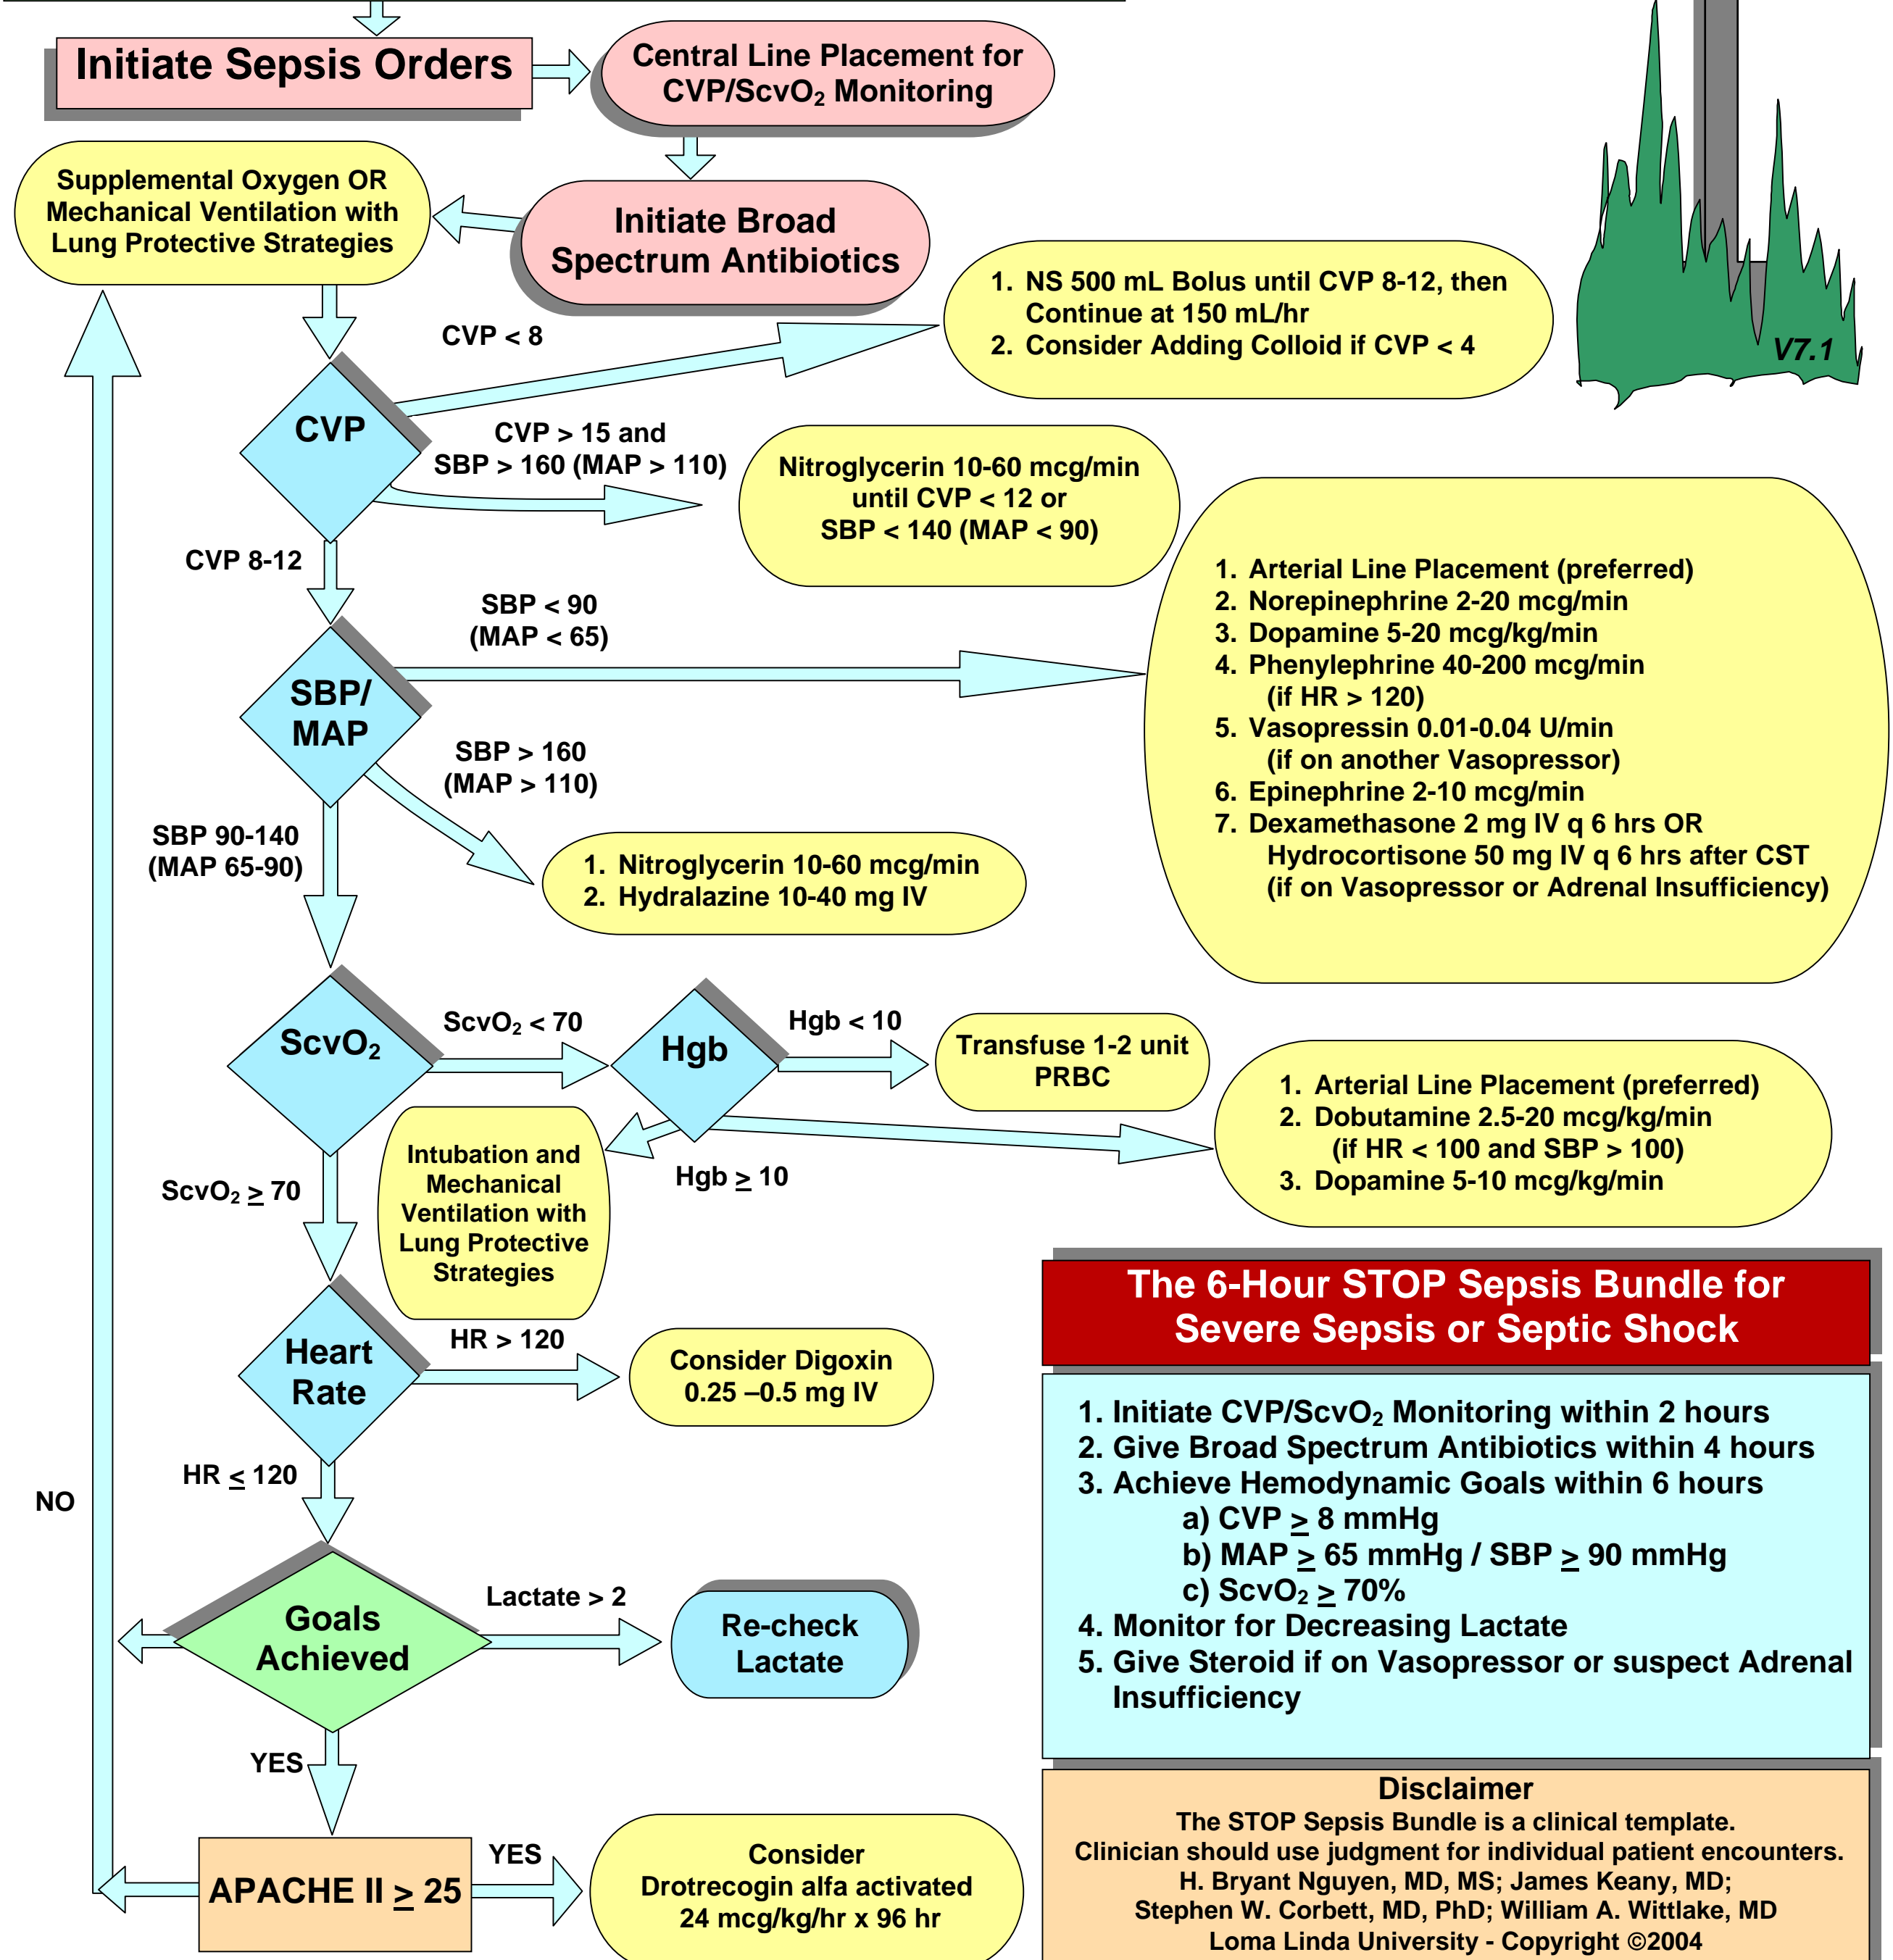 Initiate Sepsis Orders
Central Line Placement for
CVP/ScvO₂ Monitoring
Supplemental Oxygen OR
Mechanical Ventilation with
Lung Protective Strategies
Initiate Broad
Spectrum Antibiotics
1. NS 500 mL Bolus until CVP 8-12, then
Continue at 150 mL/hr
2. Consider Adding Colloid if CVP < 4
V7.1
CVP < 8
CVP
CVP > 15 and
SBP > 160 (MAP > 110)
Nitroglycerin 10-60 mcg/min
until CVP < 12 or
SBP < 140 (MAP < 90)
CVP 8-12
SBP < 90
(MAP < 65)
1. Arterial Line Placement (preferred)
2. Norepinephrine 2-20 mcg/min
3. Dopamine 5-20 mcg/kg/min
4. Phenylephrine 40-200 mcg/min
(if HR > 120)
5. Vasopressin 0.01-0.04 U/min
(if on another Vasopressor)
6. Epinephrine 2-10 mcg/min
7. Dexamethasone 2 mg IV q 6 hrs OR
Hydrocortisone 50 mg IV q 6 hrs after CST
(if on Vasopressor or Adrenal Insufficiency)
SBP/
MAP
SBP > 160
(MAP > 110)
SBP 90-140
(MAP 65-90)
1. Nitroglycerin 10-60 mcg/min
2. Hydralazine 10-40 mg IV
ScvO₂
ScvO₂ < 70
Hgb
Hgb < 10
Transfuse 1-2 unit
PRBC
1. Arterial Line Placement (preferred)
2. Dobutamine 2.5-20 mcg/kg/min
(if HR < 100 and SBP > 100)
3. Dopamine 5-10 mcg/kg/min
Intubation and
Mechanical
Ventilation with
Lung Protective
Strategies
Hgb ≥ 10
ScvO₂ ≥ 70
Heart
Rate
HR > 120
Consider Digoxin
0.25 –0.5 mg IV
HR ≤ 120
NO
Goals
Achieved
Lactate > 2
Re-check
Lactate
YES
APACHE II ≥ 25
YES
Consider
Drotrecogin alfa activated
24 mcg/kg/hr x 96 hr
The 6-Hour STOP Sepsis Bundle for
Severe Sepsis or Septic Shock
1. Initiate CVP/ScvO₂ Monitoring within 2 hours
2. Give Broad Spectrum Antibiotics within 4 hours
3. Achieve Hemodynamic Goals within 6 hours
a) CVP ≥ 8 mmHg
b) MAP ≥ 65 mmHg / SBP ≥ 90 mmHg
c) ScvO₂ ≥ 70%
4. Monitor for Decreasing Lactate
5. Give Steroid if on Vasopressor or suspect Adrenal
Insufficiency
Disclaimer
The STOP Sepsis Bundle is a clinical template.
Clinician should use judgment for individual patient encounters.
H. Bryant Nguyen, MD, MS; James Keany, MD;
Stephen W. Corbett, MD, PhD; William A. Wittlake, MD
Loma Linda University - Copyright ©2004